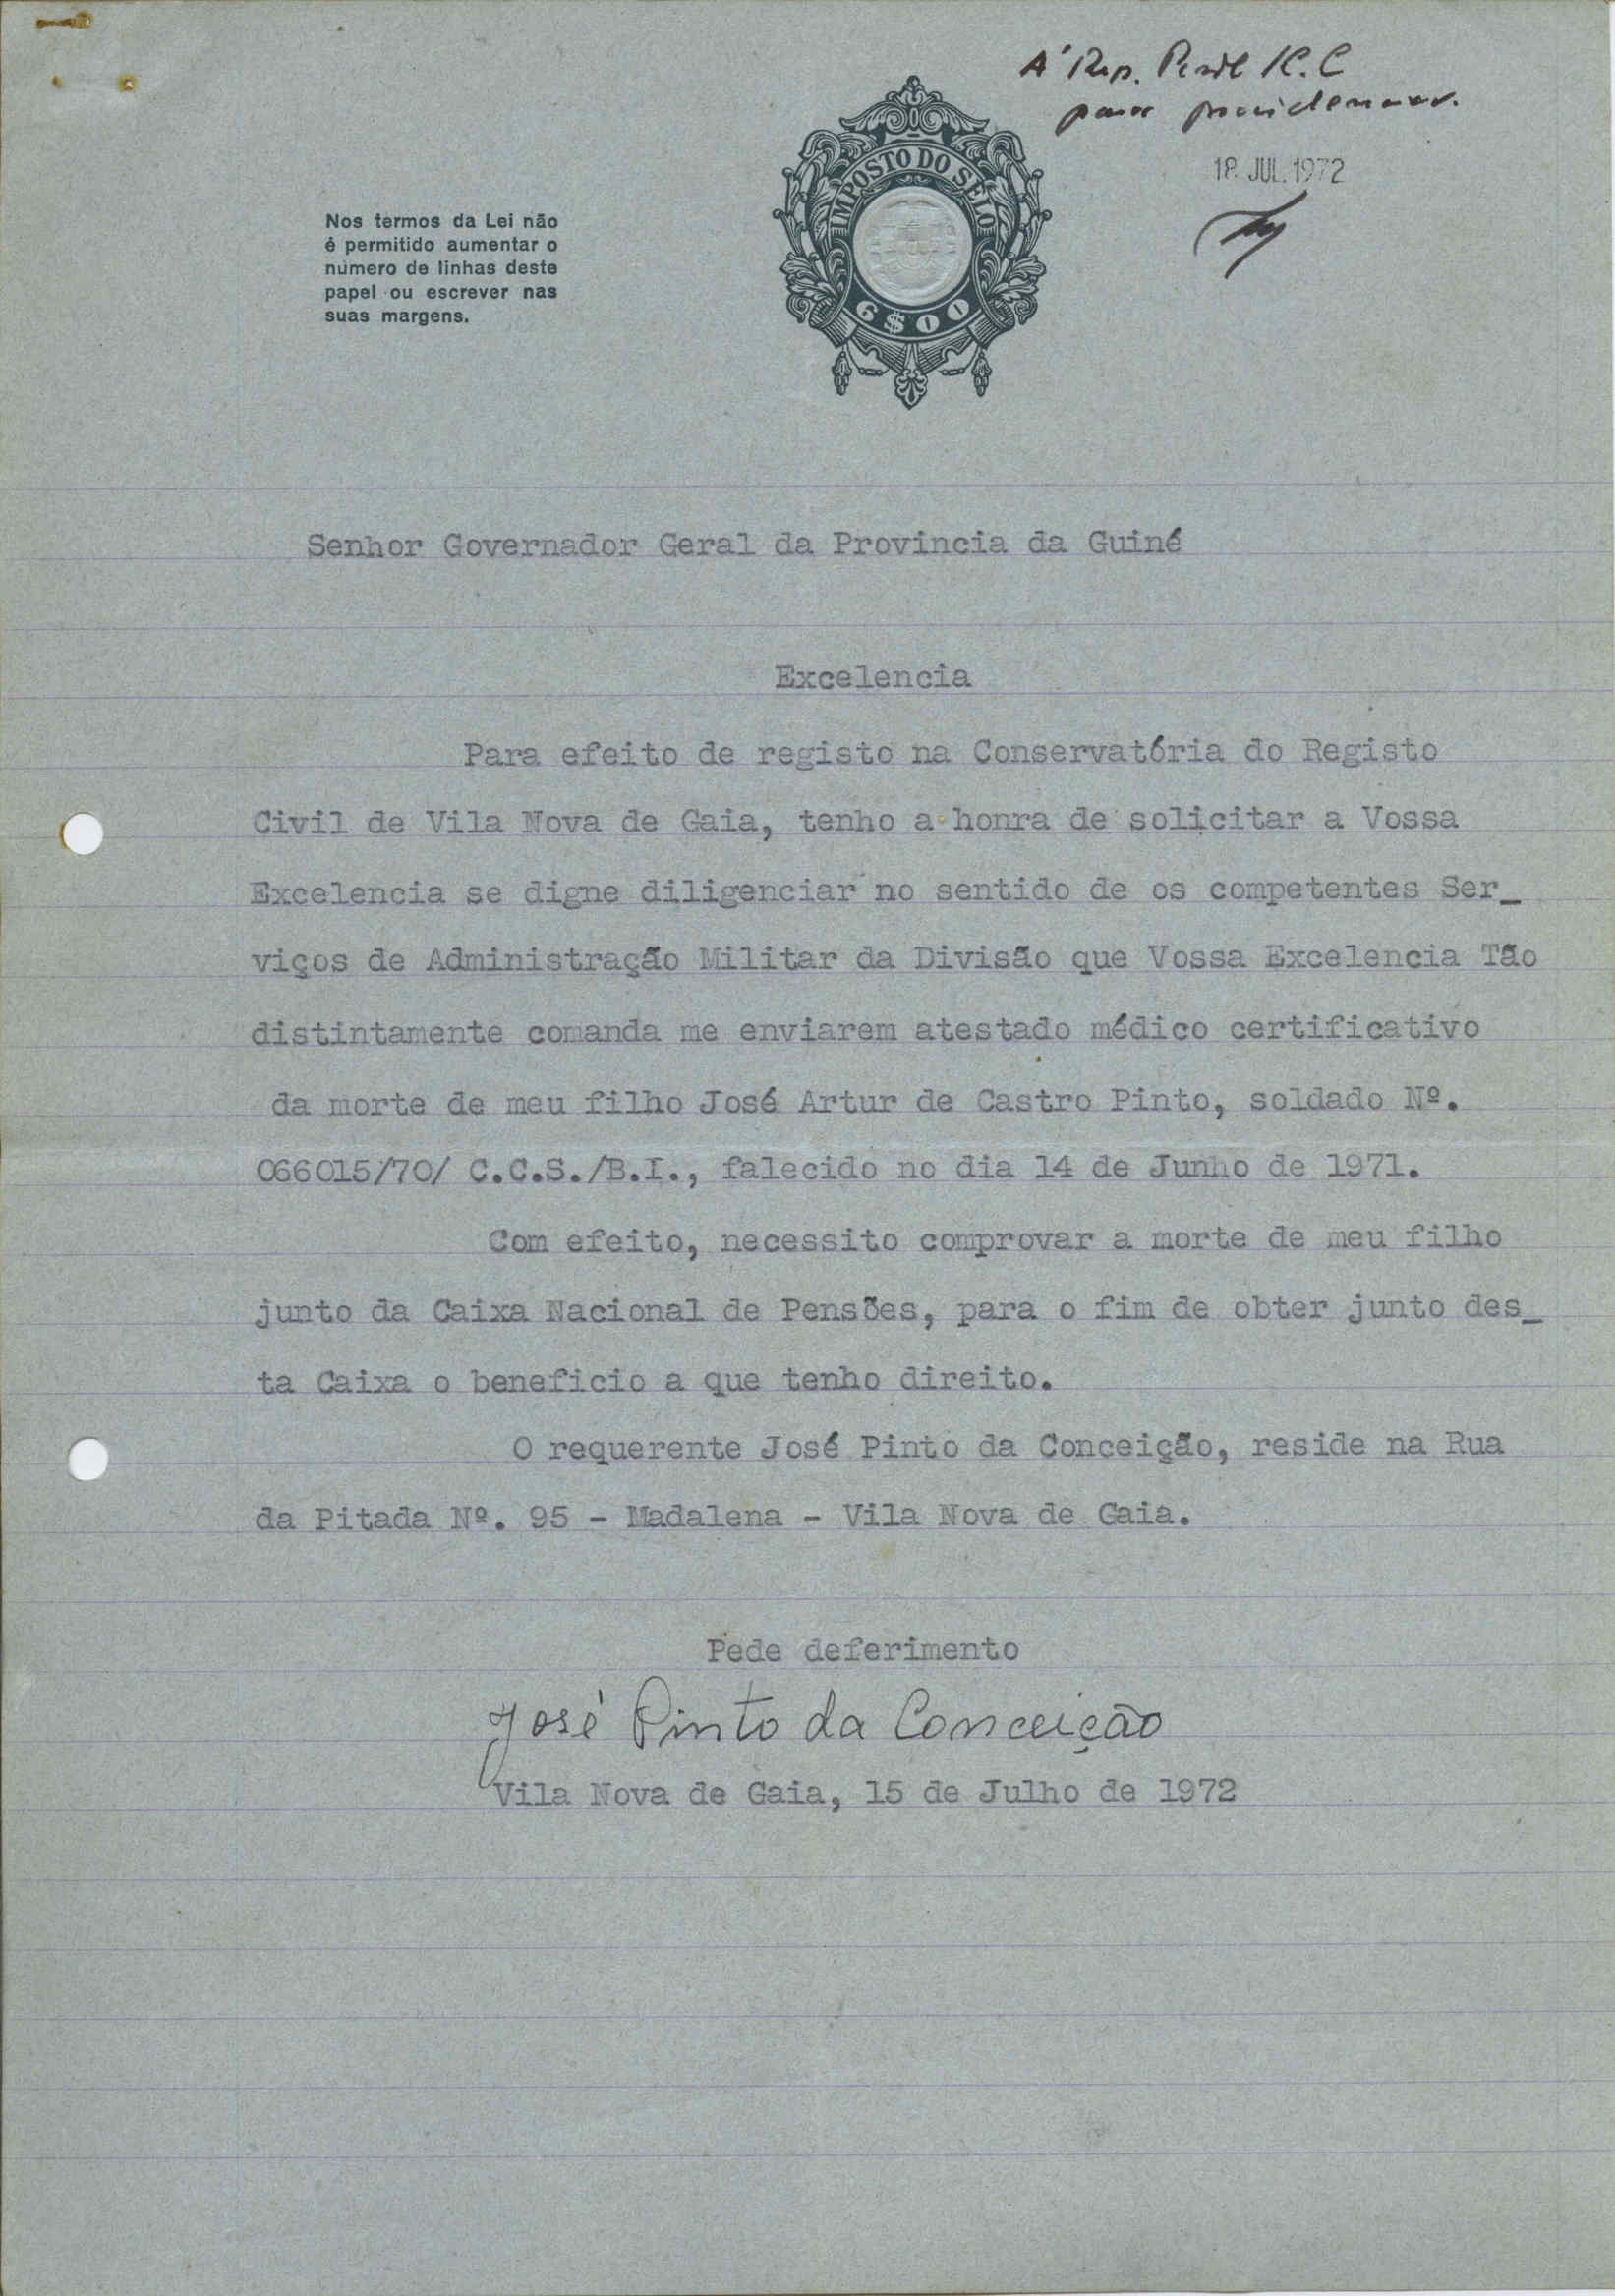 A' Rep. K.C
para
18 JUL. 1972
IMPOSTO DO SELO
6$00
Nos termos da Lei não
é permitido aumentar o
número de linhas deste
papel ou escrever nas
suas margens.
Senhor Governador Geral da Provincia da Guiné
Excelencia
Para efeito de registo na Conservatória do Registo
Civil de Vila Nova de Gaia, tenho a honra de solicitar a Vossa
Excelencia se digne diligenciar no sentido de os competentes Ser_
viços de Administração Militar da Divisão que Vossa Excelencia Tão
distintamente comanda me enviarem atestado médico certificativo
da morte de meu filho José Artur de Castro Pinto, soldado Nº.
066015/70/ C.C.S./B.I., falecido no dia 14 de Junho de 1971.
Com efeito, necessito comprovar a morte de meu filho
junto da Caixa Nacional de Pensões, para o fim de obter junto des_
ta Caixa o beneficio a que tenho direito.
O requerente José Pinto da Conceição, reside na Rua
da Pitada Nº. 95 - Madalena - Vila Nova de Gaia.
Pede deferimento
José Pinto da Conceição
Vila Nova de Gaia, 15 de Julho de 1972